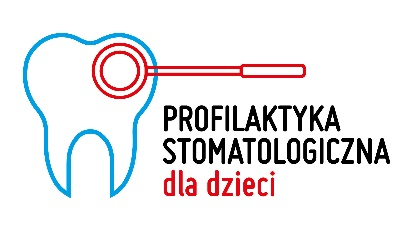 PROFILAKTYKA
STOMATOLOGICZNA
dla dzieci